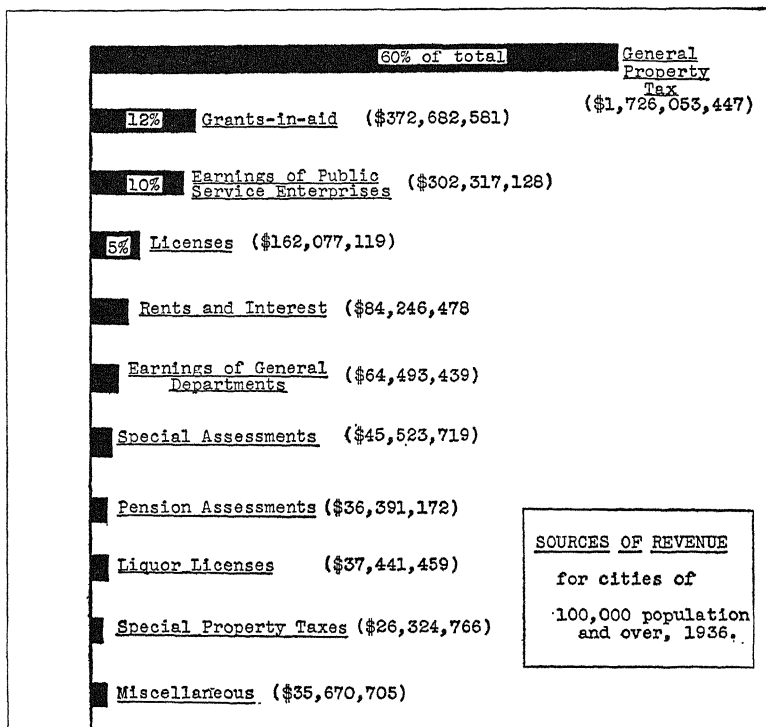 60% of total General
Property
Tax
($1,726,053,447)
12% Grants-in-aid ($372,682,581)
10% Earnings of Public
Service Enterprises ($302,317,128)
5% Licenses ($162,077,119)
Rents and Interest ($84,246,478
Earnings of General
Departments ($64,493,439)
Special Assessments ($45,523,719)
Pension Assessments ($36,391,172)
Liquor Licenses ($37,441,459)
Special Property Taxes ($26,324,766)
Miscellaneous ($35,670,705)
SOURCES OF REVENUE
for cities of
100,000 population
and over, 1936.